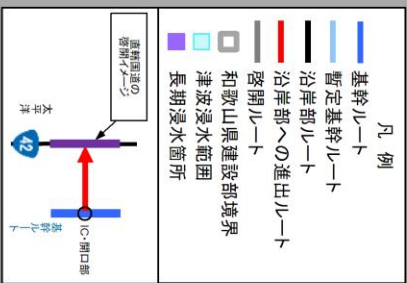 凡 例
基幹ルート
暫定基幹ルート
沿岸部ルート
沿岸部への進出ルート
啓開ルート
和歌山県建設部境界
津波浸水範囲
長期浸水箇所
直轄国道の
啓開イメージ
太平洋
42
IC・開口部
基幹ルート